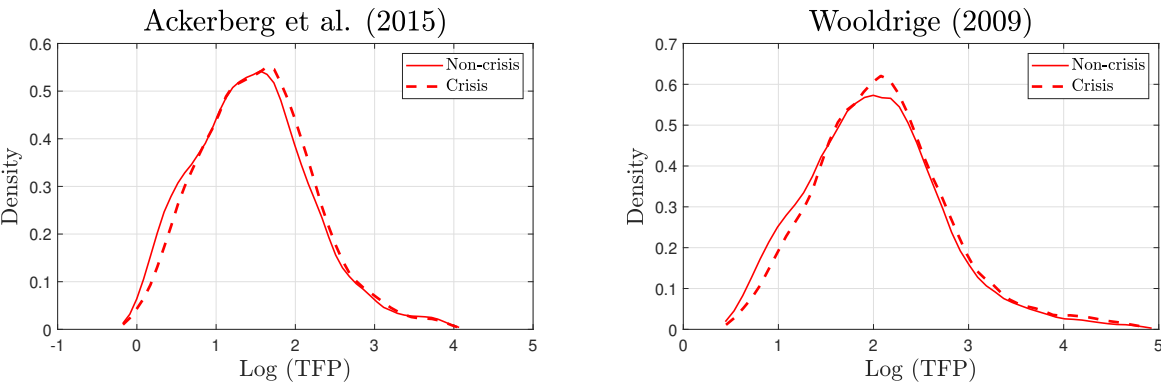 Ackerberg et al. (2015)
0.6
0.5
0.4
0.3
0.2
0.1
0
-1
0
1
2
3
4
5
Density
Log (TFP)
Non-crisis
Crisis
Wooldrige (2009)
0.7
0.6
0.5
0.4
0.3
0.2
0.1
0
0
1
2
3
4
5
Density
Log (TFP)
Non-crisis
Crisis